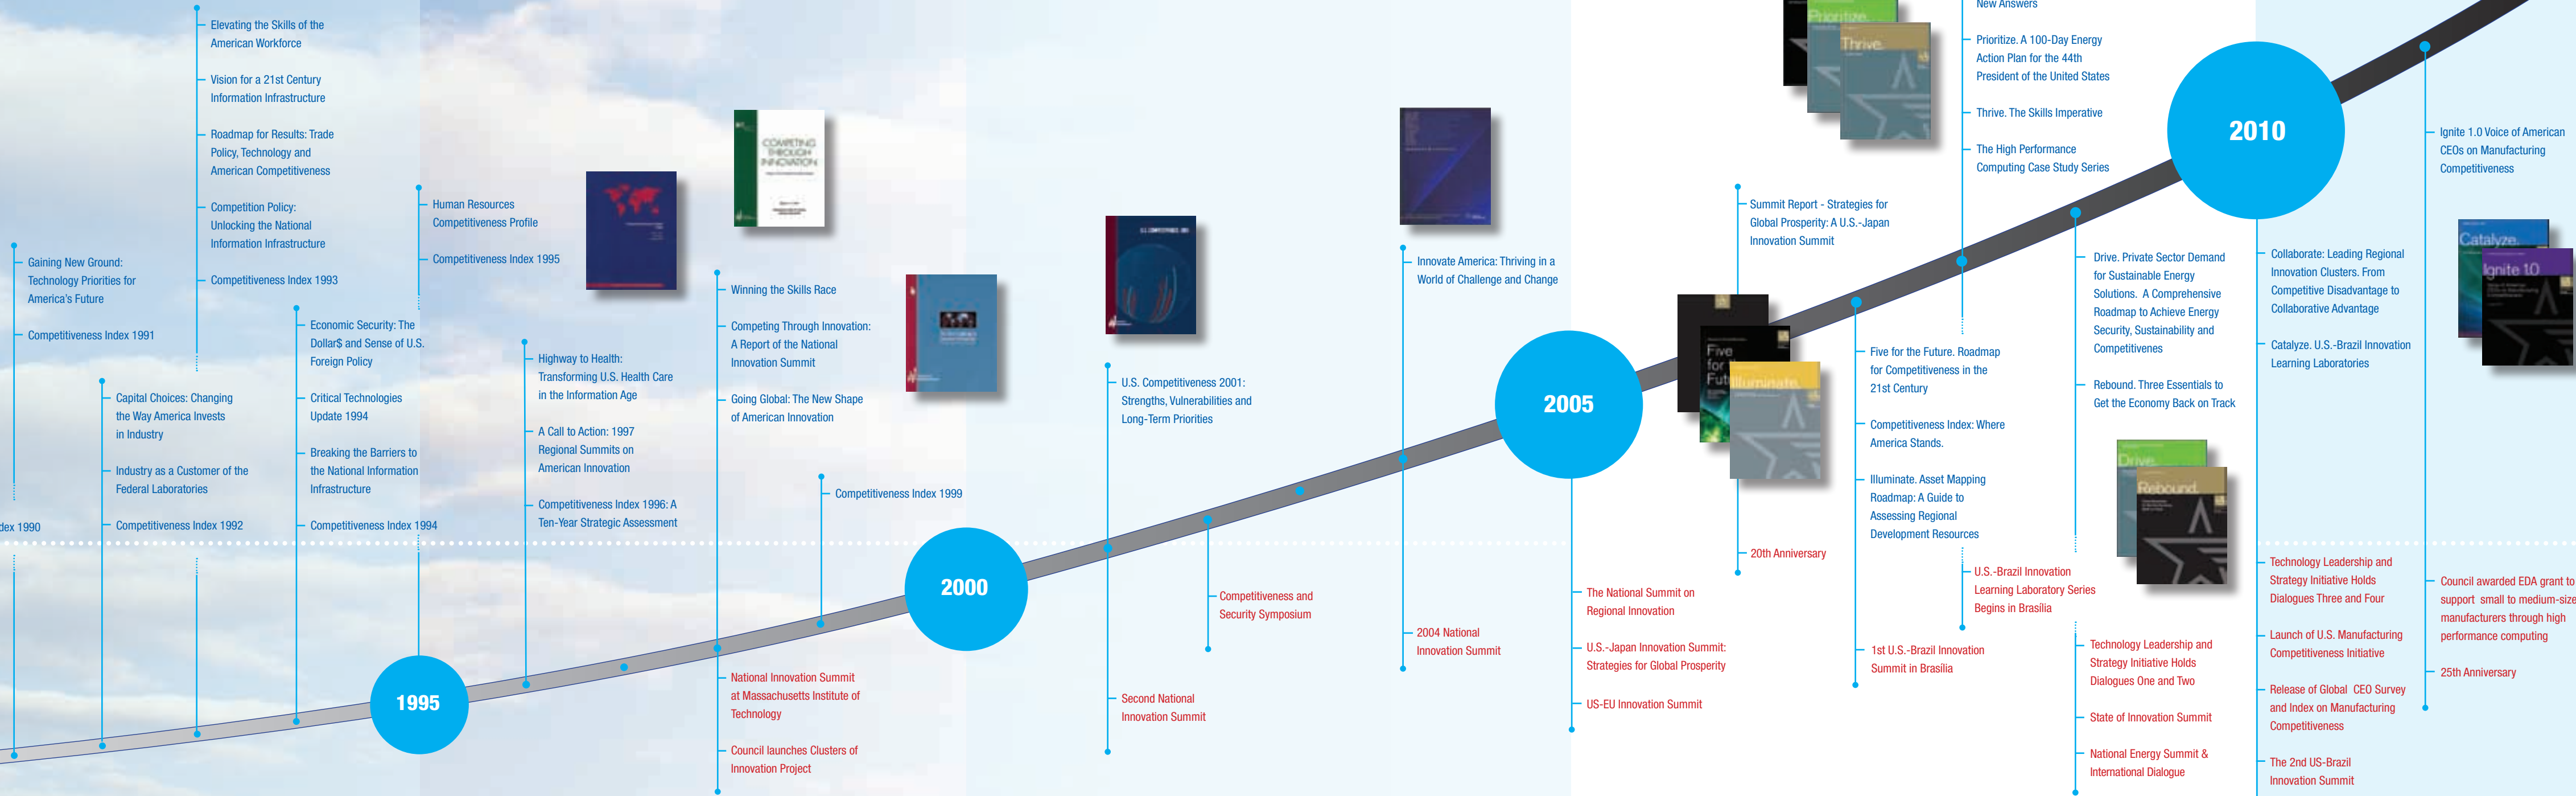 Gaining New Ground:
Technology Priorities for
America's Future
Competitiveness Index 1991
dex 1990
Capital Choices: Changing
the Way America Invests
in Industry
Industry as a Customer of the
Federal Laboratories
Competitiveness Index 1992
Elevating the Skills of the
American Workforce
Vision for a 21st Century
Information Infrastructure
Roadmap for Results: Trade
Policy, Technology and
American Competitiveness
Competition Policy:
Unlocking the National
Information Infrastructure
Competitiveness Index 1993
Economic Security: The
Dollar$ and Sense of U.S.
Foreign Policy
Critical Technologies
Update 1994
Breaking the Barriers to
the National Information
Infrastructure
Competitiveness Index 1994
Human Resources
Competitiveness Profile
Competitiveness Index 1995
1995
Highway to Health:
Transforming U.S. Health Care
in the Information Age
A Call to Action: 1997
Regional Summits on
American Innovation
Competitiveness Index 1996: A
Ten-Year Strategic Assessment
COMPETING
THROUGH
INNOVATION
Winning the Skills Race
Competing Through Innovation:
A Report of the National
Innovation Summit
Going Global: The New Shape
of American Innovation
National Innovation Summit
at Massachusetts Institute of
Technology
Council launches Clusters of
Innovation Project
Competitiveness Index 1999
2000
U.S. Competitiveness 2001:
Strengths, Vulnerabilities and
Long-Term Priorities
Second National
Innovation Summit
Competitiveness and
Security Symposium
Innovate America: Thriving in a
World of Challenge and Change
2004 National
Innovation Summit
2005
The National Summit on
Regional Innovation
U.S.-Japan Innovation Summit:
Strategies for Global Prosperity
US-EU Innovation Summit
Summit Report - Strategies for
Global Prosperity: A U.S.-Japan
Innovation Summit
Five
for
Futu
Illuminate.
20th Anniversary
Five for the Future. Roadmap
for Competitiveness in the
21st Century
Competitiveness Index: Where
America Stands.
Illuminate. Asset Mapping
Roadmap: A Guide to
Assessing Regional
Development Resources
1st U.S.-Brazil Innovation
Summit in Brasília
Prioritize.
Thrive.
New Answers
Prioritize. A 100-Day Energy
Action Plan for the 44th
President of the United States
Thrive. The Skills Imperative
The High Performance
Computing Case Study Series
U.S.-Brazil Innovation
Learning Laboratory Series
Begins in Brasília
Drive. Private Sector Demand
for Sustainable Energy
Solutions. A Comprehensive
Roadmap to Achieve Energy
Security, Sustainability and
Competitivenes
Rebound. Three Essentials to
Get the Economy Back on Track
Drive.
Rebound.
Technology Leadership and
Strategy Initiative Holds
Dialogues One and Two
State of Innovation Summit
National Energy Summit &
International Dialogue
2010
Collaborate: Leading Regional
Innovation Clusters. From
Competitive Disadvantage to
Collaborative Advantage
Catalyze. U.S.-Brazil Innovation
Learning Laboratories
Technology Leadership and
Strategy Initiative Holds
Dialogues Three and Four
Launch of U.S. Manufacturing
Competitiveness Initiative
Release of Global CEO Survey
and Index on Manufacturing
Competitiveness
The 2nd US-Brazil
Innovation Summit
Ignite 1.0 Voice of American
CEOs on Manufacturing
Competitiveness
Catalyze.
Ignite 1.0
Council awarded EDA grant to
support small to medium-size
manufacturers through high
performance computing
25th Anniversary